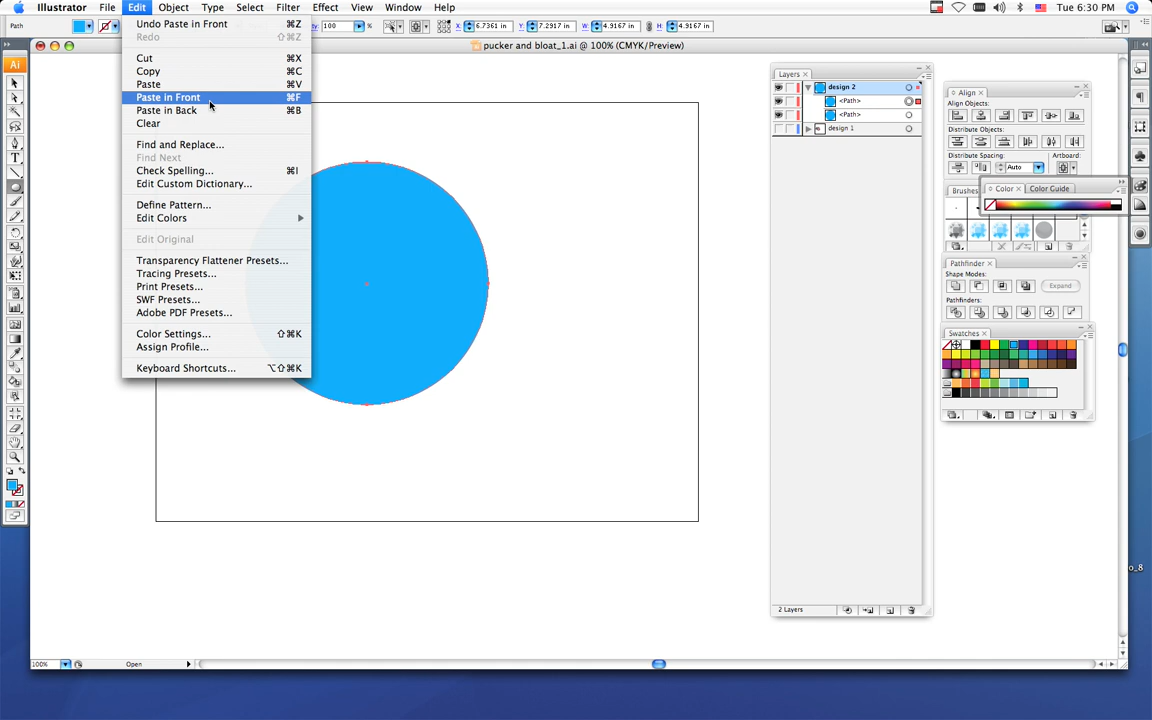 Illustrator File Edit Object Type Select Filter Effect View Window Help Tue 6:30 PM
Path 100 % X: 6.7361 in Y: 7.2917 in W: 4.9167 in H: 4.9167 in
pucker and bloat_1.ai @ 100% (CMYK/Preview)
Ai
Undo Paste in Front ⌘Z
Redo ⇧⌘Z
Cut ⌘X
Copy ⌘C
Paste ⌘V
Paste in Front ⌘F
Paste in Back ⌘B
Clear
Find and Replace...
Find Next
Check Spelling... ⌘I
Edit Custom Dictionary...
Define Pattern...
Edit Colors
Edit Original
Transparency Flattener Presets...
Tracing Presets...
Print Presets...
SWF Presets...
Adobe PDF Presets...
Color Settings... ⇧⌘K
Assign Profile...
Keyboard Shortcuts... ⌥⇧⌘K
Layers ×
design 2
<Path>
<Path>
design 1
2 Layers
Align ×
Align Objects:
Distribute Objects:
Distribute Spacing: Artboard:
Auto
Brushes
Color × Color Guide
Pathfinder ×
Shape Modes:
Expand
Pathfinders:
Swatches ×
o_8
100% Open